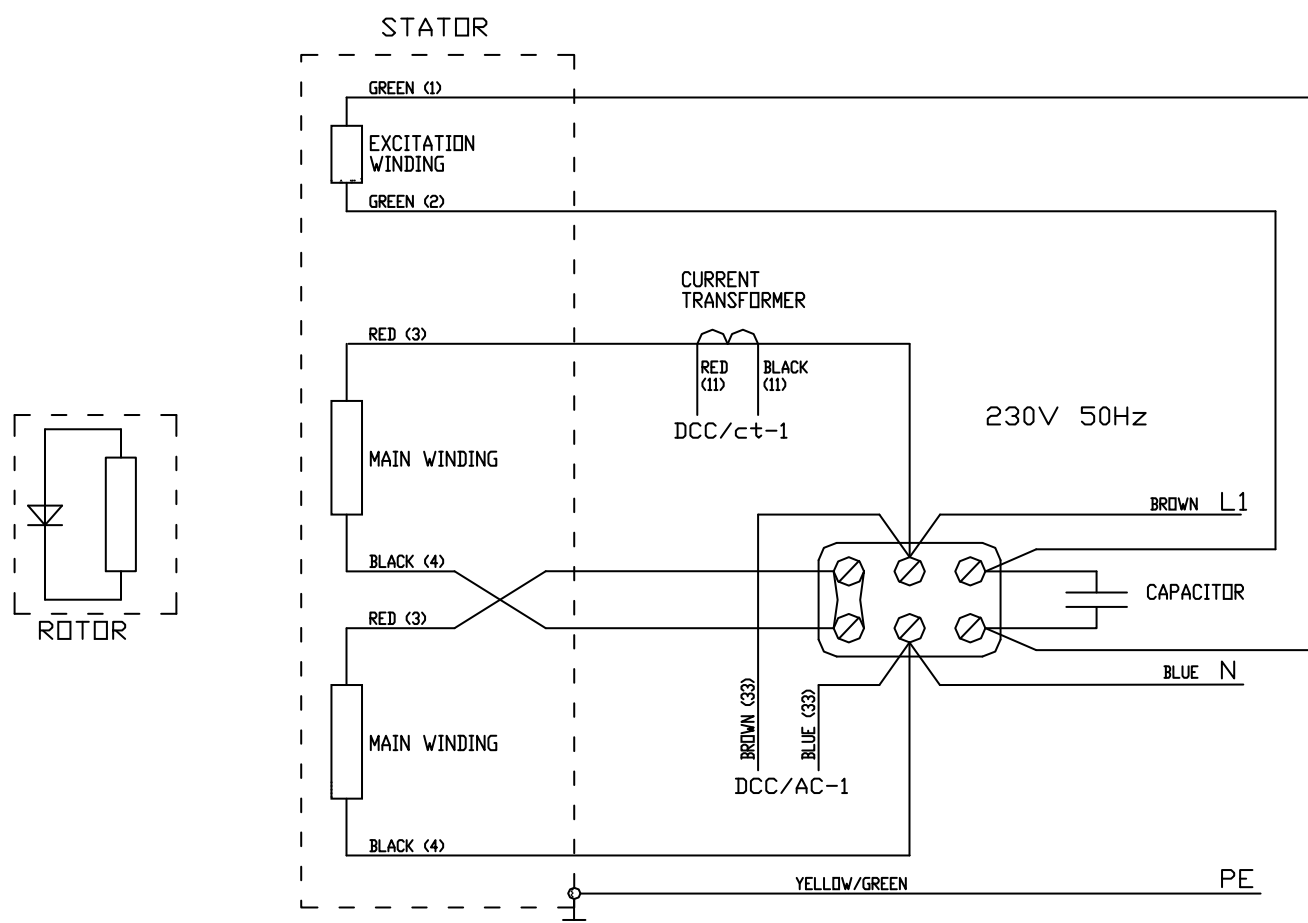 STATOR
GREEN (1)
EXCITATION
WINDING
GREEN (2)
CURRENT
TRANSFORMER
RED (3)
RED
(11)
BLACK
(11)
DCC/ct-1
230V 50Hz
MAIN WINDING
BROWN L1
BLACK (4)
CAPACITOR
RED (3)
ROTOR
BLUE N
BROWN (33)
BLUE (33)
MAIN WINDING
DCC/AC-1
BLACK (4)
YELLOW/GREEN
PE